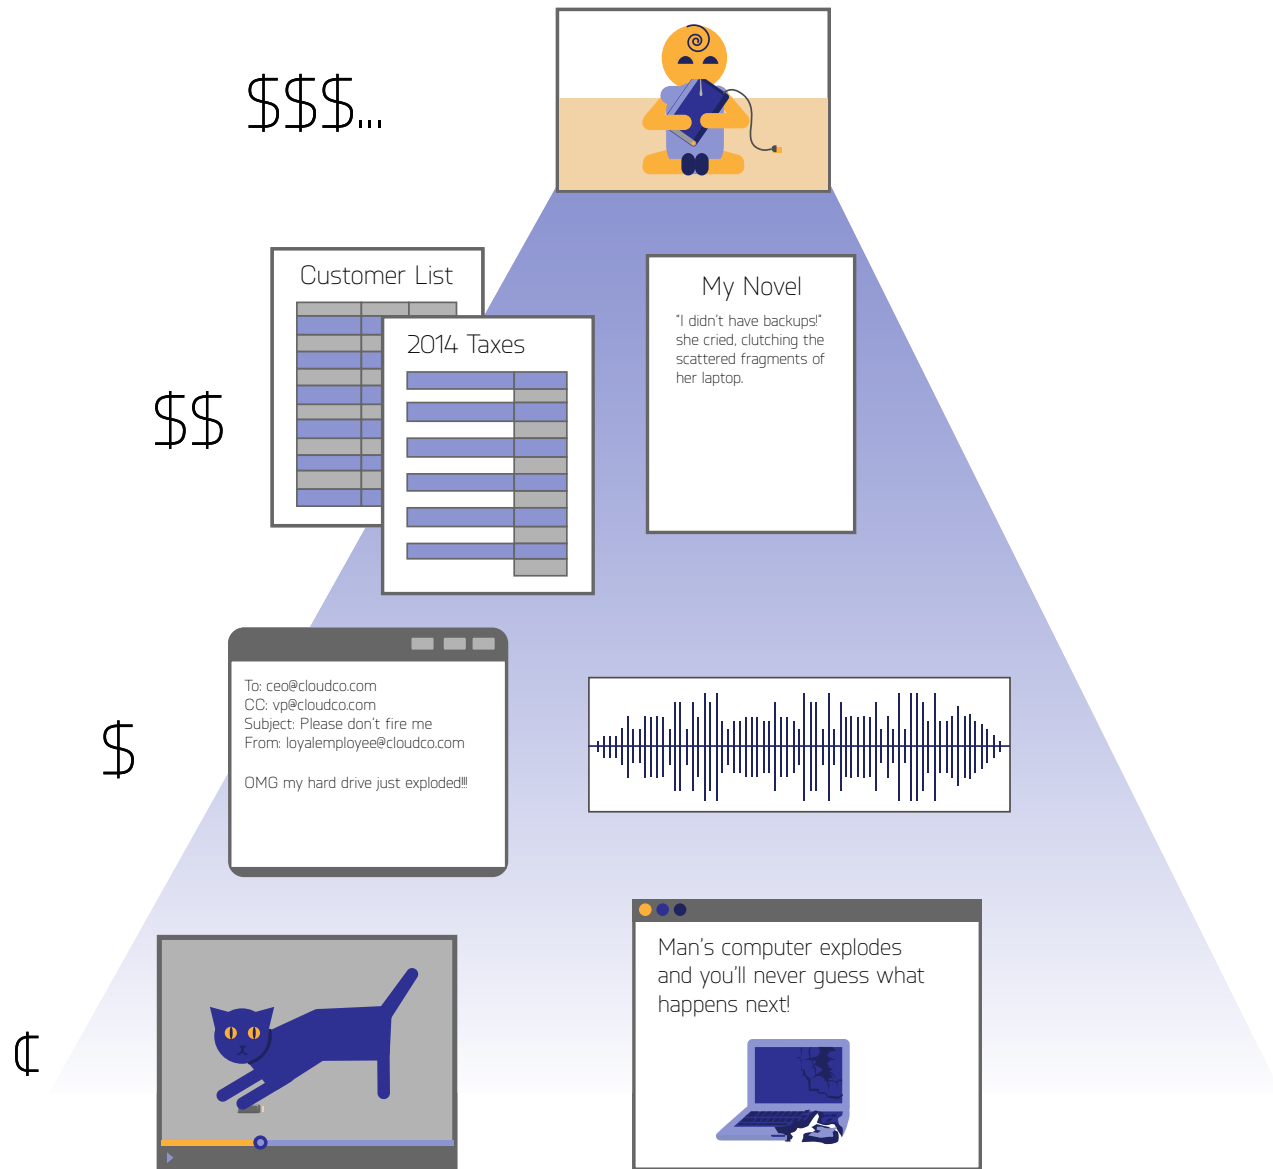 $$$...
Customer List
2014 Taxes
My Novel
"I didn't have backups!"
she cried, clutching the
scattered fragments of
her laptop.
$$
To: ceo@cloudco.com
CC: vp@cloudco.com
Subject: Please don't fire me
From: loyalemployee@cloudco.com
OMG my hard drive just exploded!!!
$
Man's computer explodes
and you'll never guess what
happens next!
¢